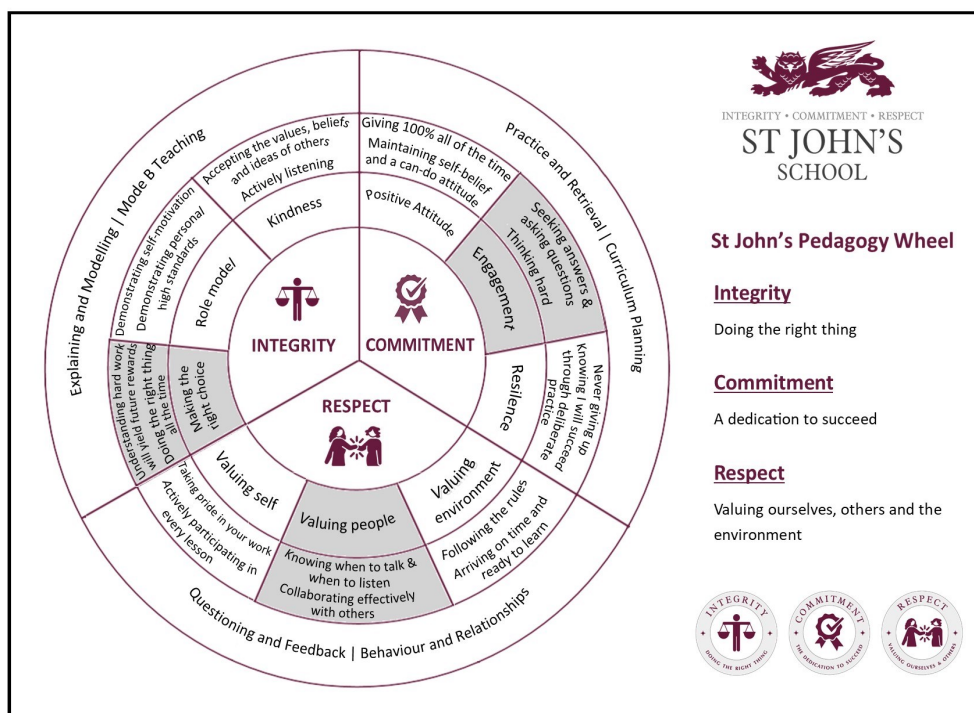 Explaining and Modelling | Mode B Teaching
Practice and Retrieval | Curriculum Planning
Questioning and Feedback | Behaviour and Relationships
Accepting the values, beliefs
and ideas of others
Actively listening
Kindness
Demonstrating self-motivation
Demonstrating personal
high standards
Role model
Understanding hard work
will yield future rewards
Doing the right thing
all the time
Making the
right choice
INTEGRITY
Giving 100% all of the time
Maintaining self-belief
and a can-do attitude
Positive Attitude
Seeking answers &
asking questions
Thinking hard
Engagement
Never giving up
Knowing I will succeed
through deliberate
practice
Resilence
COMMITMENT
RESPECT
Valuing self
Taking pride in your work
Actively participating in
every lesson
Valuing people
Knowing when to talk &
when to listen
Collaborating effectively
with others
Valuing
environment
Following the rules
Arriving on time and
ready to learn
INTEGRITY • COMMITMENT • RESPECT
ST JOHN'S
SCHOOL
St John's Pedagogy Wheel
Integrity
Doing the right thing
Commitment
A dedication to succeed
Respect
Valuing ourselves, others and the
environment
INTEGRITY
DOING THE RIGHT THING
COMMITMENT
THE DEDICATION TO SUCCEED
RESPECT
VALUING OURSELVES & OTHERS